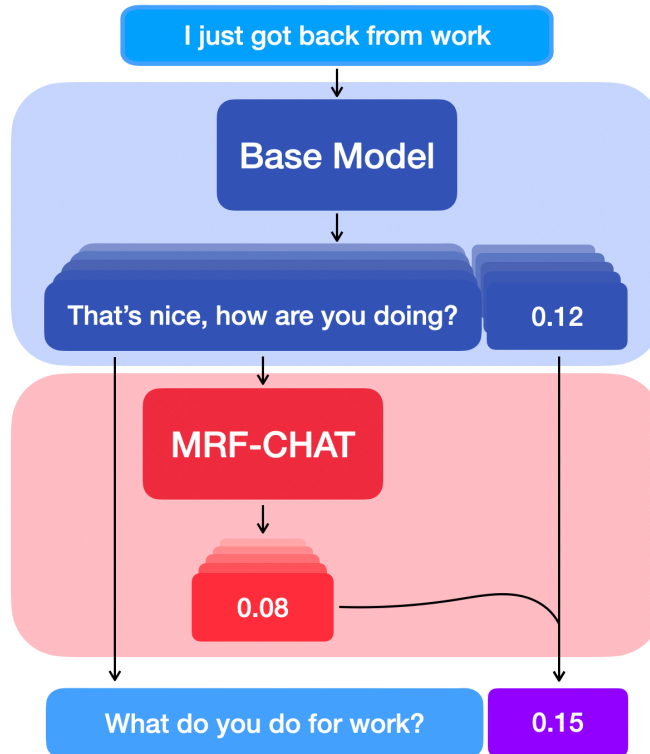 I just got back from work
Base Model
That’s nice, how are you doing?
0.12
MRF-CHAT
0.08
What do you do for work?
0.15